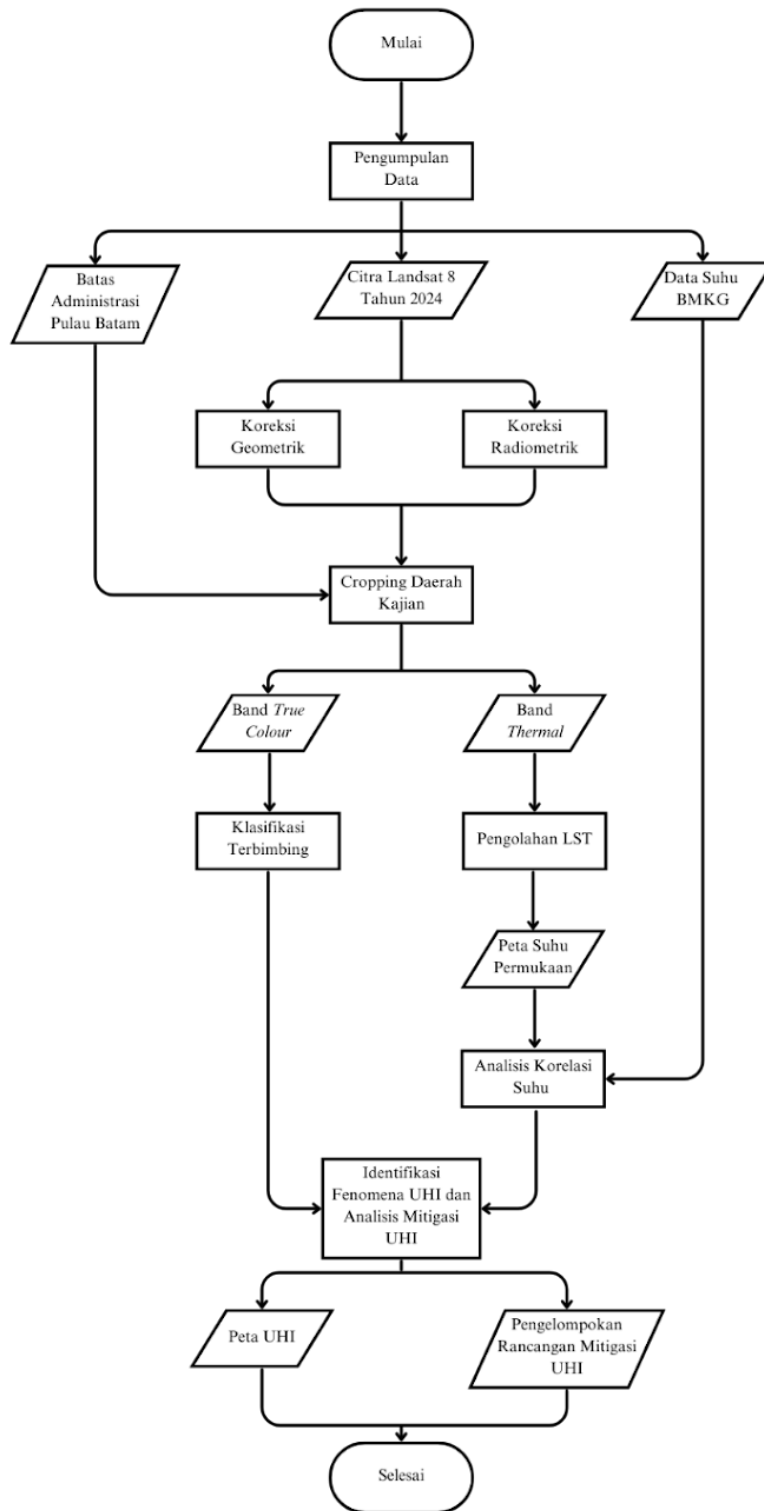 Mulai
Pengumpulan
Data
Batas
Administrasi
Pulau Batam
Citra Landsat 8
Tahun 2024
Data Suhu
BMKG
Koreksi
Geometrik
Koreksi
Radiometrik
Cropping Daerah
Kajian
Band True
Colour
Band
Thermal
Klasifikasi
Terbimbing
Pengolahan LST
Peta Suhu
Permukaan
Analisis Korelasi
Suhu
Identifikasi
Fenomena UHI dan
Analisis Mitigasi
UHI
Peta UHI
Pengelompokan
Rancangan Mitigasi
UHI
Selesai